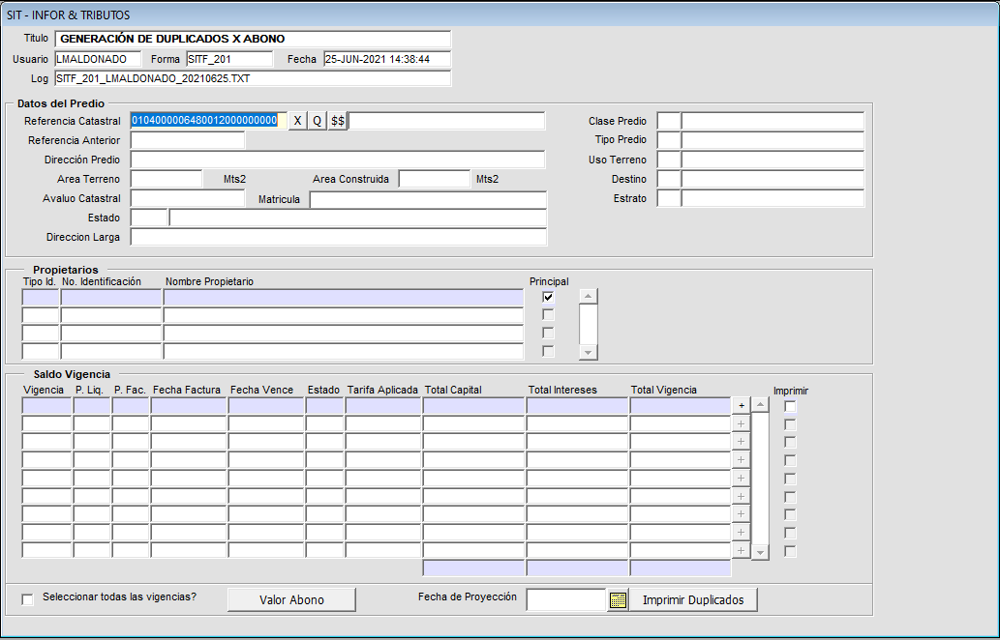 SIT - INFOR & TRIBUTOS
Titulo GENERACIÓN DE DUPLICADOS X ABONO
Usuario LMALDONADO Forma SITF_201 Fecha 25-JUN-2021 14:38:44
Log SITF_201_LMALDONADO_20210625.TXT
Datos del Predio
Referencia Catastral 0104000006480012000000000 X Q $$ Clase Predio
Referencia Anterior Tipo Predio
Dirección Predio Uso Terreno
Area Terreno Mts2 Area Construida Mts2 Destino
Avaluo Catastral Matricula Estrato
Estado
Direccion Larga
Propietarios
Tipo Id. No. Identificación Nombre Propietario Principal
Saldo Vigencia
Vigencia P. Liq. P. Fac. Fecha Factura Fecha Vence Estado Tarifa Aplicada Total Capital Total Intereses Total Vigencia Imprimir
+
+
+
+
+
+
+
+
+
Seleccionar todas las vigencias? Valor Abono Fecha de Proyección Imprimir Duplicados